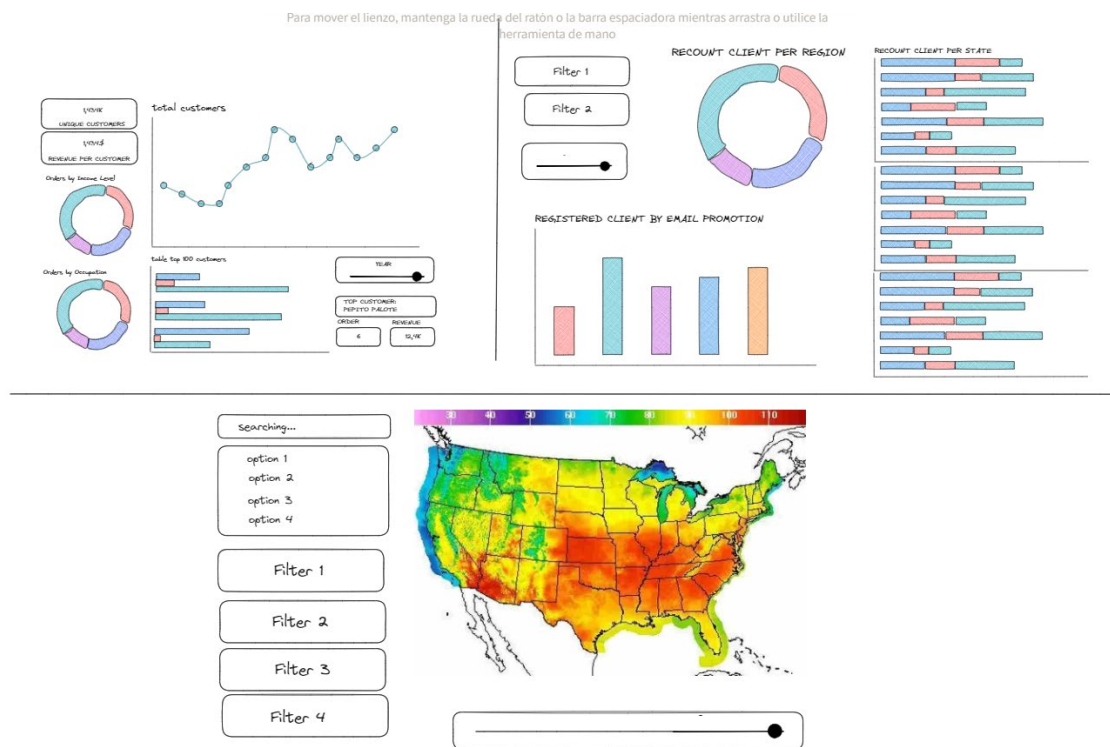 Para mover el lienzo, mantenga la rueda del ratón o la barra espaciadora mientras arrastra o utilice la
herramienta de mano
UNIQUE CUSTOMERS
REVENUE PER CUSTOMER
total customers
Orders by Income Level
Orders by Occupation
table top 100 customers
YEAR
TOP CUSTOMER:
PEPITO PALOTE
ORDER REVENUE
6 12,4K
Filter 1
Filter 2
RECOUNT CLIENT PER REGION
REGISTERED CLIENT BY EMAIL PROMOTION
RECOUNT CLIENT PER STATE
searching...
option 1
option 2
option 3
option 4
Filter 1
Filter 2
Filter 3
Filter 4
30 40 50 60 70 80 90 100 110